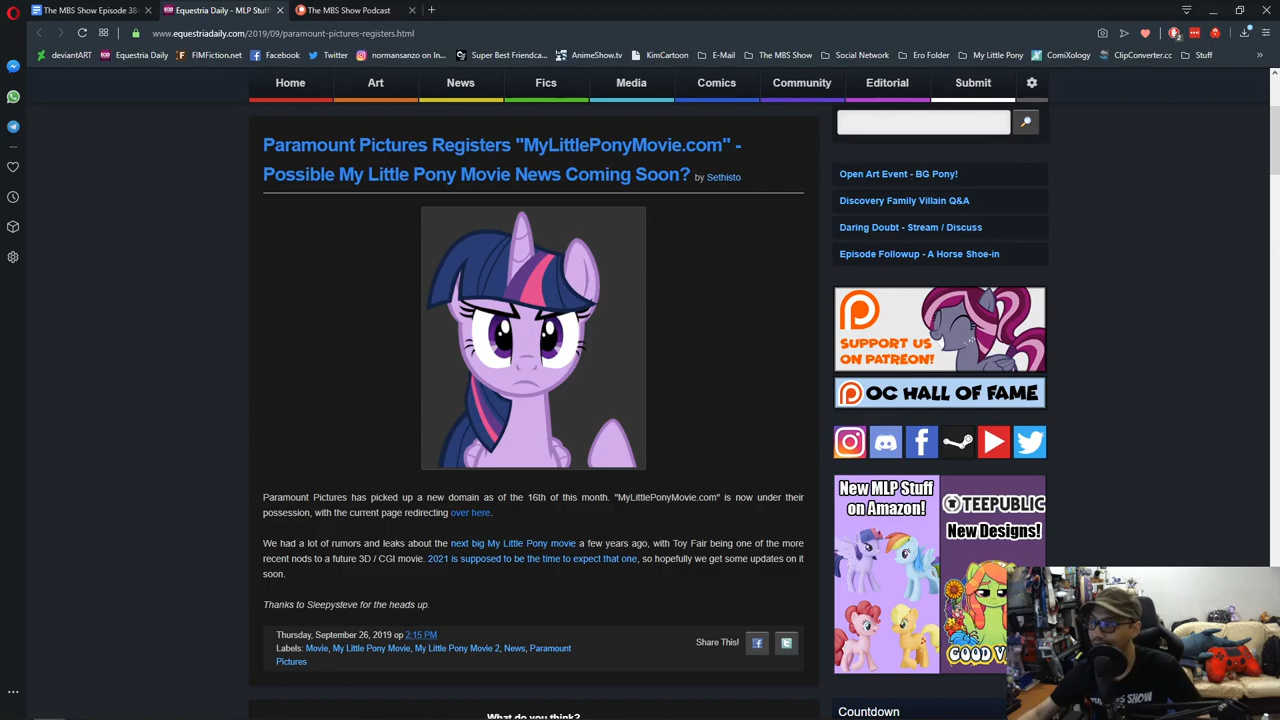 The MBS Show Episode 38
Equestria Daily - MLP Stuf
The MBS Show Podcast
www.equestriadaily.com/2019/09/paramount-pictures-registers.html
deviantART
Equestria Daily
FIMFiction.net
Facebook
Twitter
normansanzo on In
Super Best Friendca
AnimeShow.tv
KimCartoon
E-Mail
The MBS Show
Social Network
Ero Folder
My Little Pony
ComiXology
ClipConverter.cc
Stuff
Home
Art
News
Fics
Media
Comics
Community
Editorial
Submit
Paramount Pictures Registers "MyLittlePonyMovie.com" -
Possible My Little Pony Movie News Coming Soon? by Sethisto
Paramount Pictures has picked up a new domain as of the 16th of this month. "MyLittlePonyMovie.com" is now under their
possession, with the current page redirecting over here.
We had a lot of rumors and leaks about the next big My Little Pony movie a few years ago, with Toy Fair being one of the more
recent nods to a future 3D / CGI movie. 2021 is supposed to be the time to expect that one, so hopefully we get some updates on it
soon.
Thanks to Sleepysteve for the heads up.
Thursday, September 26, 2019 op 2:15 PM
Labels: Movie, My Little Pony Movie, My Little Pony Movie 2, News, Paramount
Pictures
Share This!
What do you think?
Open Art Event - BG Pony!
Discovery Family Villain Q&A
Daring Doubt - Stream / Discuss
Episode Followup - A Horse Shoe-in
SUPPORT US
ON PATREON!
OC HALL OF FAME
New MLP Stuff
on Amazon!
TEEPUBLIC
New Designs!
GOOD V
Countdown